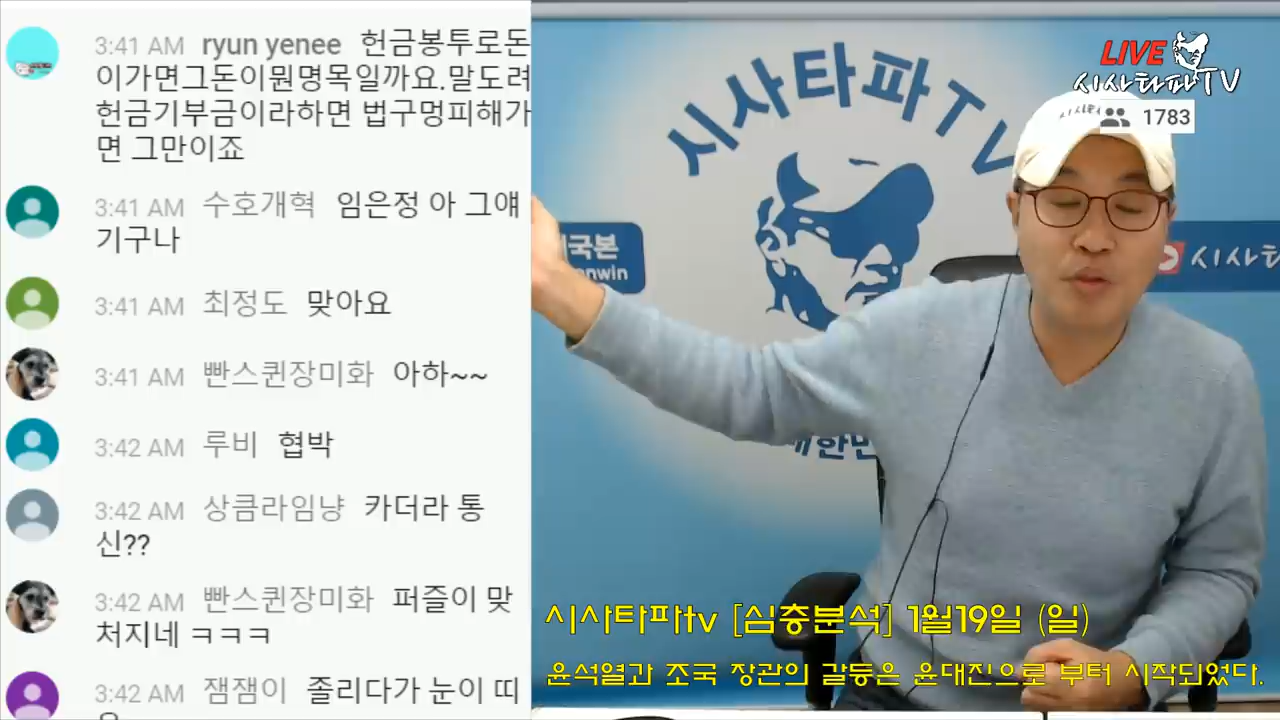 3:41 AM ryun yenee 헌금봉투로돈
이가면그돈이뭔명목일까요.말도려
헌금기부금이라하면 법구멍피해가
면 그만이죠
3:41 AM 수호개혁 임은정 아 그얘
기구나
3:41 AM 최정도 맞아요
3:41 AM 빤스퀸장미화 아하~~
3:42 AM 루비 협박
3:42 AM 상큼라임냥 카더라 통
신??
3:42 AM 빤스퀸장미화 퍼즐이 맞
처지네 ㅋㅋㅋ
3:42 AM 잼잼이 졸리다가 눈이 띠
LIVE
시사타파TV
1783
시사타파TV
국본
nwin
시사타
대한민
시사타파tv [심층분석] 1월19일 (일)
윤석열과 조국 장관의 갈등은 윤대진으로 부터 시작되었다.